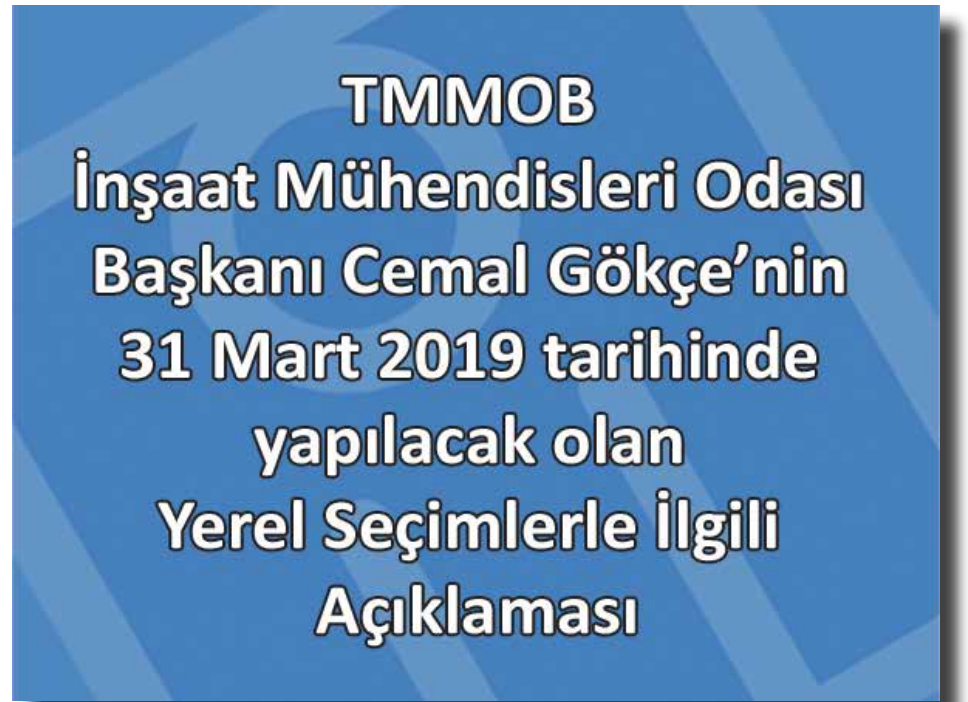 TMMOB
İnşaat Mühendisleri Odası
Başkanı Cemal Gökçe’nin
31 Mart 2019 tarihinde
yapılacak olan
Yerel Seçimlerle İlgili
Açıklaması